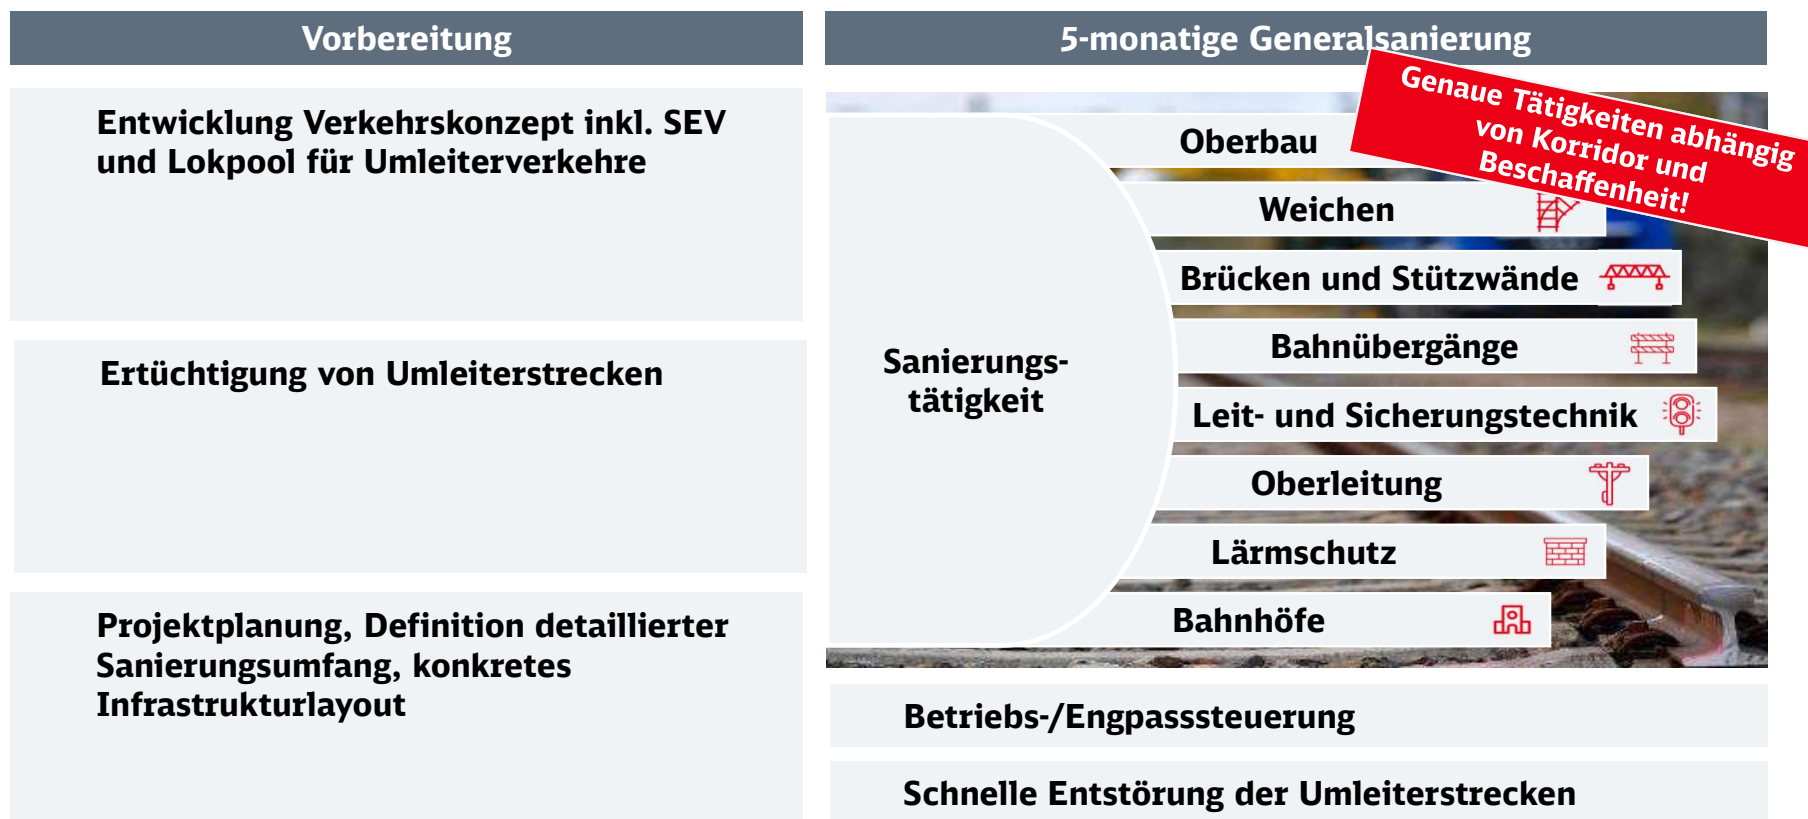 Vorbereitung
Entwicklung Verkehrskonzept inkl. SEV
und Lokpool für Umleiterverkehre
Ertüchtigung von Umleiterstrecken
Projektplanung, Definition detaillierter
Sanierungsumfang, konkretes
Infrastrukturlayout
5-monatige Generalsanierung
Genaue Tätigkeiten abhängig
von Korridor und
Beschaffenheit!
Sanierungs-
tätigkeit
Oberbau
Weichen
Brücken und Stützwände
Bahnübergänge
Leit- und Sicherungstechnik
Oberleitung
Lärmschutz
Bahnhöfe
Betriebs-/Engpasssteuerung
Schnelle Entstörung der Umleiterstrecken